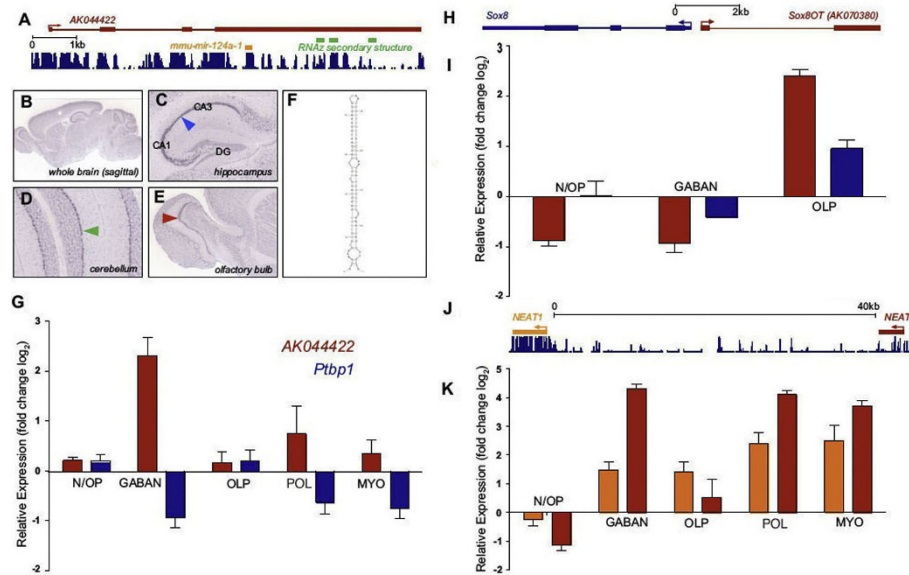 A
AK044422
0 1kb
mmu-mir-124a-1
RNAz secondary structure
B
whole brain (sagittal)
C
CA3
CA1
DG
hippocampus
D
cerebellum
E
olfactory bulb
F
G
Relative Expression (fold change log2)
3
2
1
0
-1
-2
AK044422
Ptbp1
N/OP
GABAN
OLP
POL
MYO
H
Sox8
0 2kb
Sox8OT (AK070380)
I
Relative Expression (fold change log2)
3
2
1
0
-1
-2
N/OP
GABAN
OLP
J
NEAT1
0 40kb
NEAT
K
Relative Expression (fold change log2)
5
4
3
2
1
0
-1
-2
N/OP
GABAN
OLP
POL
MYO